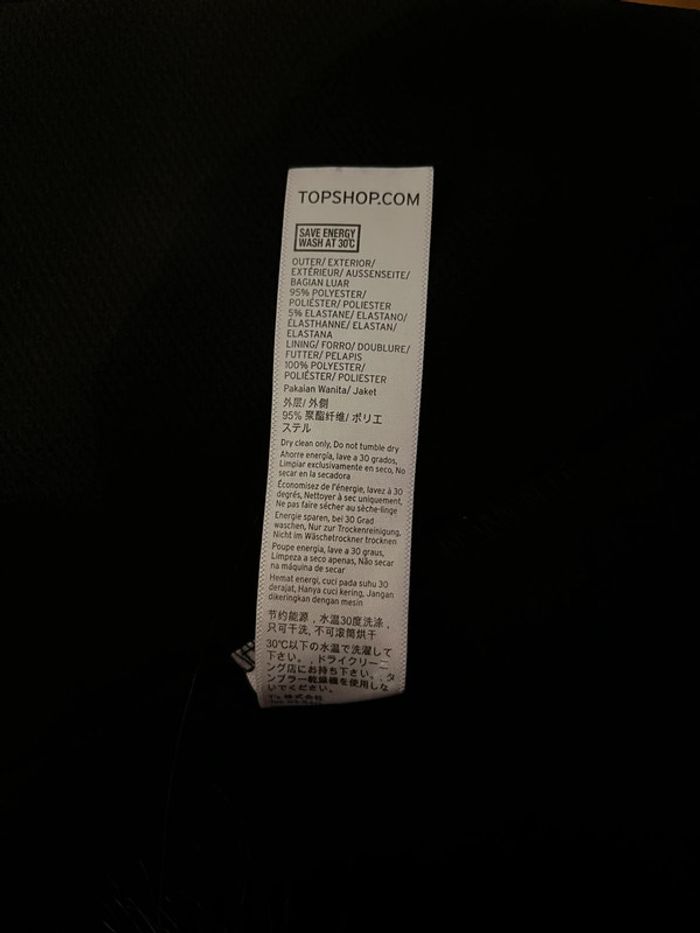 TOPSHOP.COM
SAVE ENERGY
WASH AT 30℃
OUTER/ EXTERIOR/
EXTÉRIEUR/ AUSSENSEITE/
BAGIAN LUAR
95% POLYESTER/
POLIÉSTER/ POLIESTER
5% ELASTANE/ ELASTANO/
ÉLASTHANNE/ ELASTAN/
ELASTANA
LINING/ FORRO/ DOUBLURE/
FUTTER/ PELAPIS
100% POLYESTER/
POLIÉSTER/ POLIESTER
Pakaian Wanita/ Jaket
外层/ 外側
95% 聚酯纤维/ ポリエ
ステル
Dry clean only, Do not tumble dry
Ahorre energía, lave a 30 grados,
Limpiar exclusivamente en seco, No
secar en la secadora
Économisez de l'énergie, lavez à 30
degrés, Nettoyer à sec uniquement,
Ne pas faire sécher au sèche-linge
Energie sparen, bei 30 Grad
waschen, Nur zur Trockenreinigung,
Nicht im Wäschetrockner trocknen
Poupe energia, lave a 30 graus,
Limpeza a seco apenas, Não secar
na máquina de secar
Hemat energi, cuci pada suhu 30
derajat, Hanya cuci kering, Jangan
dikeringkan dengan mesin
节约能源，水温30度洗涤，
只可干洗, 不可滚筒烘干
30℃以下の水温で洗濯して
下さい。, ドライクリーニ
ング店にお持ち下さい。, タ
ンブラー乾燥機を使用しな
いでください。
株式会社